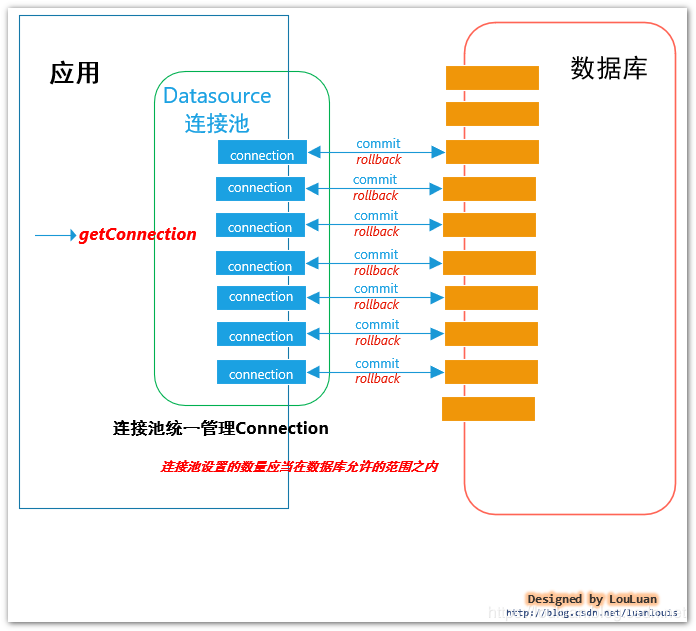 应用
数据库
Datasource
连接池
connection
commit
rollback
connection
commit
rollback
connection
commit
rollback
getConnection
connection
commit
rollback
connection
commit
rollback
connection
commit
rollback
connection
commit
rollback
连接池统一管理Connection
连接池设置的数量应当在数据库允许的范围之内
Designed by LouLuan
http://blog.csdn.net/luanlouis